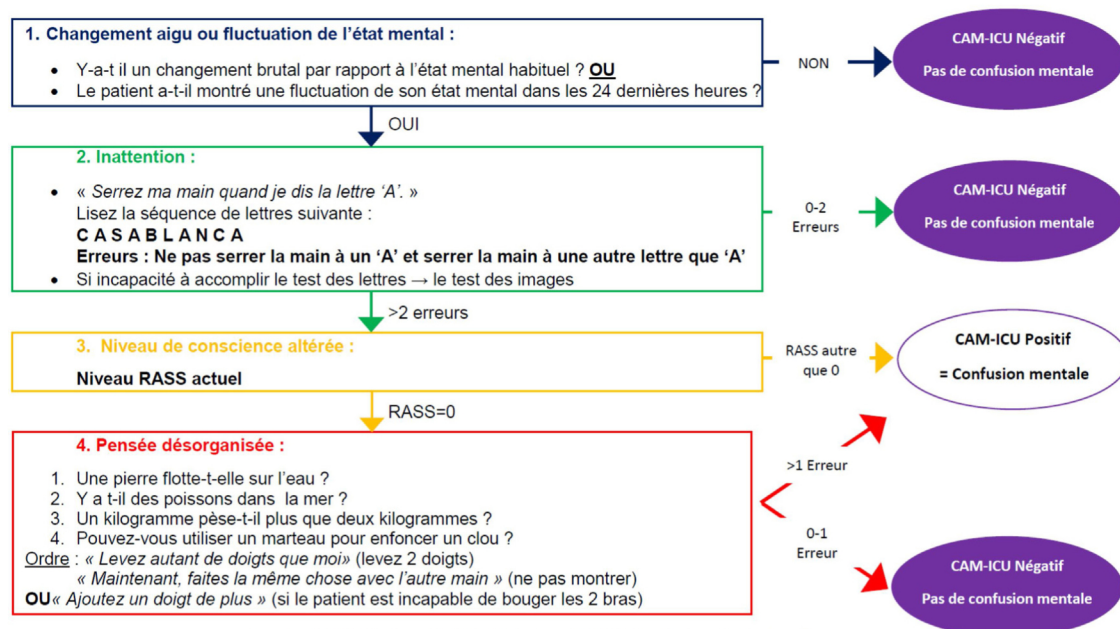 1. Changement aigu ou fluctuation de l'état mental :
• Y-a-t il un changement brutal par rapport à l'état mental habituel ? OU
• Le patient a-t-il montré une fluctuation de son état mental dans les 24 dernières heures ?
NON
CAM-ICU Négatif
Pas de confusion mentale
OUI
2. Inattention :
• « Serrez ma main quand je dis la lettre ‘A’. »
Lisez la séquence de lettres suivante :
C A S A B L A N C A
Erreurs : Ne pas serrer la main à un ‘A’ et serrer la main à une autre lettre que ‘A’
• Si incapacité à accomplir le test des lettres → le test des images
0-2
Erreurs
CAM-ICU Négatif
Pas de confusion mentale
>2 erreurs
3. Niveau de conscience altérée :
Niveau RASS actuel
RASS autre
que 0
CAM-ICU Positif
= Confusion mentale
RASS=0
4. Pensée désorganisée :
1. Une pierre flotte-t-elle sur l'eau ?
2. Y a t-il des poissons dans la mer ?
3. Un kilogramme pèse-t-il plus que deux kilogrammes ?
4. Pouvez-vous utiliser un marteau pour enfoncer un clou ?
Ordre : « Levez autant de doigts que moi» (levez 2 doigts)
« Maintenant, faites la même chose avec l'autre main » (ne pas montrer)
OU« Ajoutez un doigt de plus » (si le patient est incapable de bouger les 2 bras)
>1 Erreur
0-1
Erreur
CAM-ICU Négatif
Pas de confusion mentale